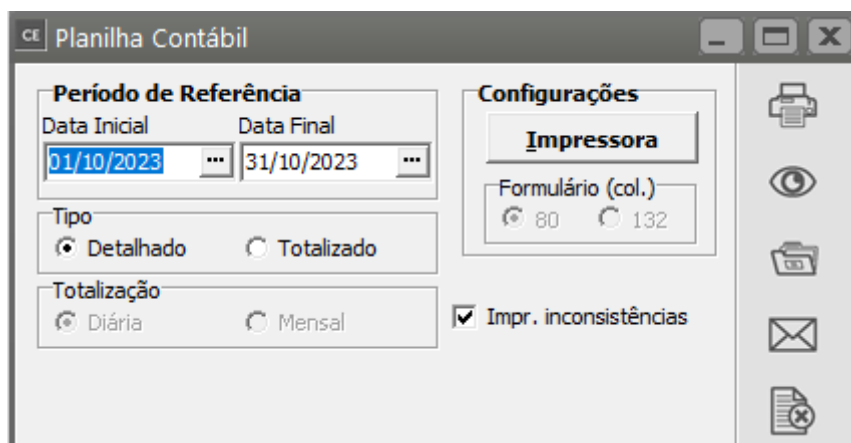 CE Planilha Contábil
Período de Referência
Data Inicial Data Final
01/10/2023 ... 31/10/2023 ...
Tipo
Detalhado Totalizado
Totalização
Diária Mensal
Configurações
Impressora
Formulário (col.)
80 132
Impr. inconsistências